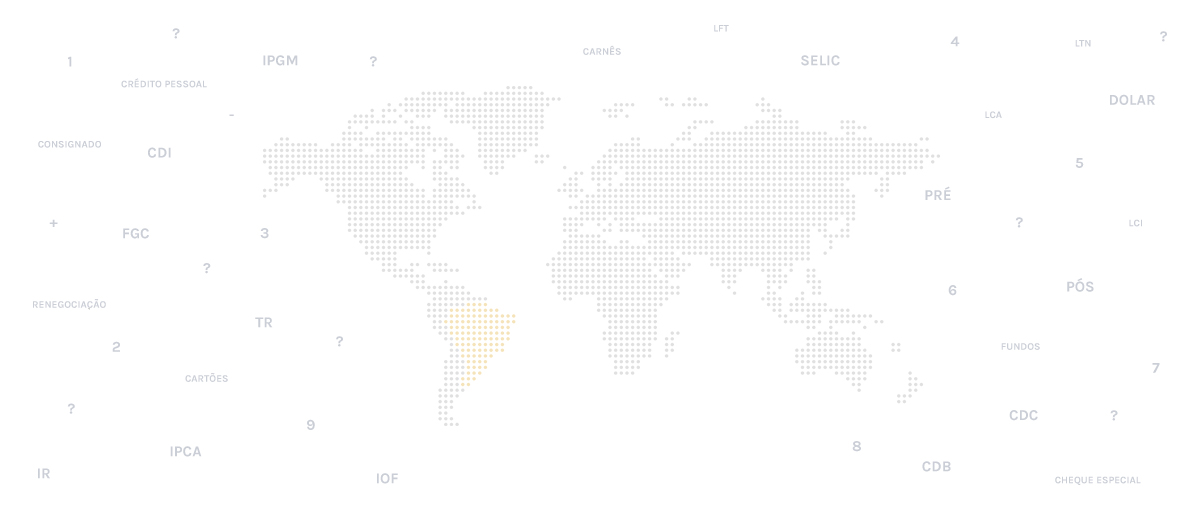 LFT
?
?
4
LTN
CARNÊS
1
IPGM
?
SELIC
CRÉDITO PESSOAL
DOLAR
-
LCA
CONSIGNADO
CDI
5
PRÉ
+
?
LCI
FGC
3
?
PÓS
6
RENEGOCIAÇÃO
TR
?
2
FUNDOS
7
CARTÕES
?
CDC
?
9
8
IPCA
CDB
IR
IOF
CHEQUE ESPECIAL